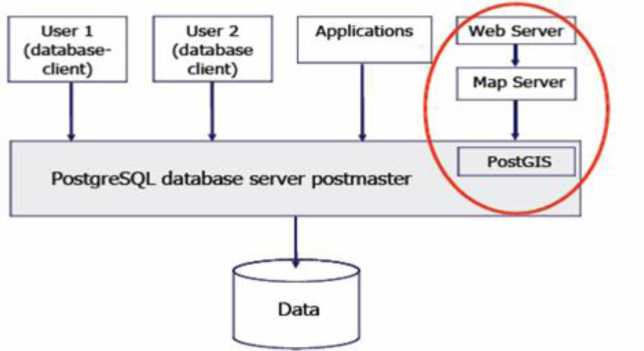 User 1
(database-
client)
User 2
(database
client)
Applications
Web Server
Map Server
PostGIS
PostgreSQL database server postmaster
Data